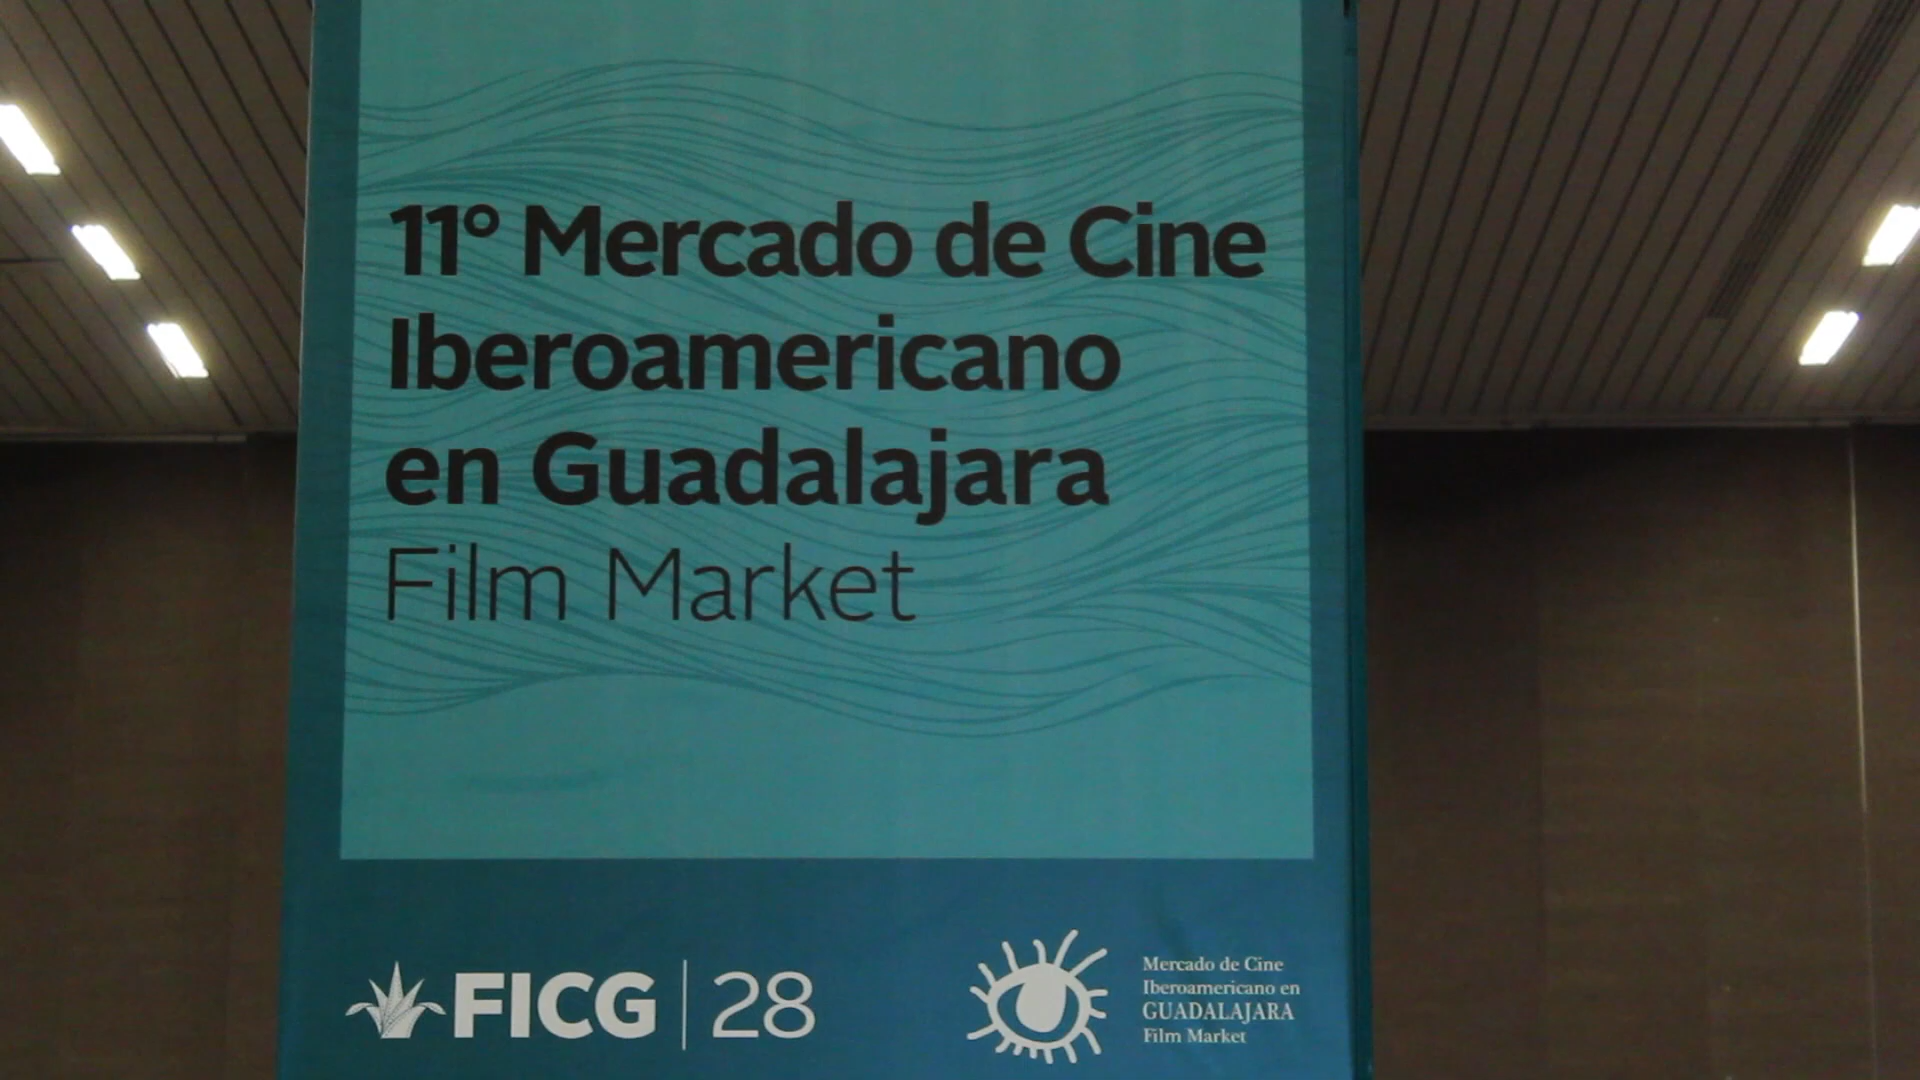 11° Mercado de Cine
Iberoamericano
en Guadalajara
Film Market
FICG | 28
Mercado de Cine
Iberoamericano en
GUADALAJARA
Film Market